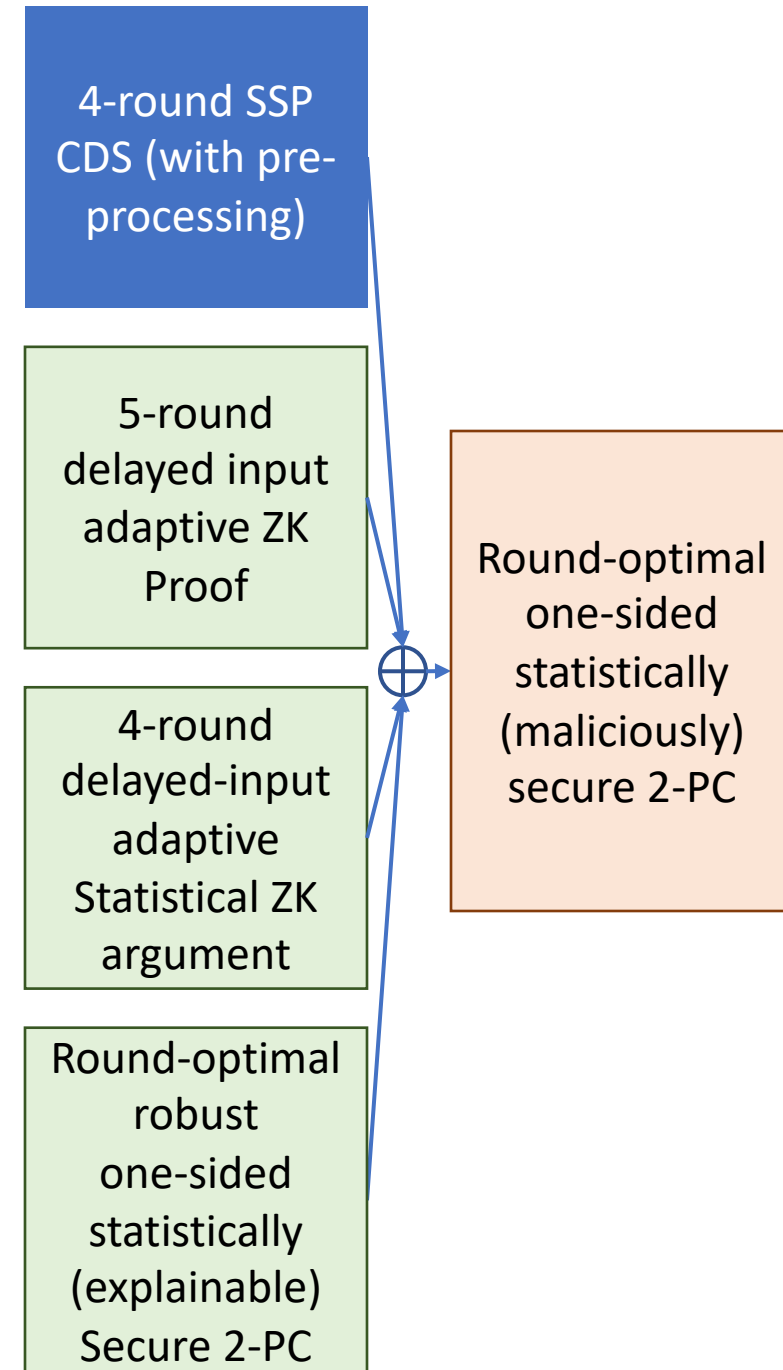 4-round SSP
CDS (with pre-
processing)
5-round
delayed input
adaptive ZK
Proof
4-round
delayed-input
adaptive
Statistical ZK
argument
Round-optimal
robust
one-sided
statistically
(explainable)
Secure 2-PC
Round-optimal
one-sided
statistically
(maliciously)
secure 2-PC